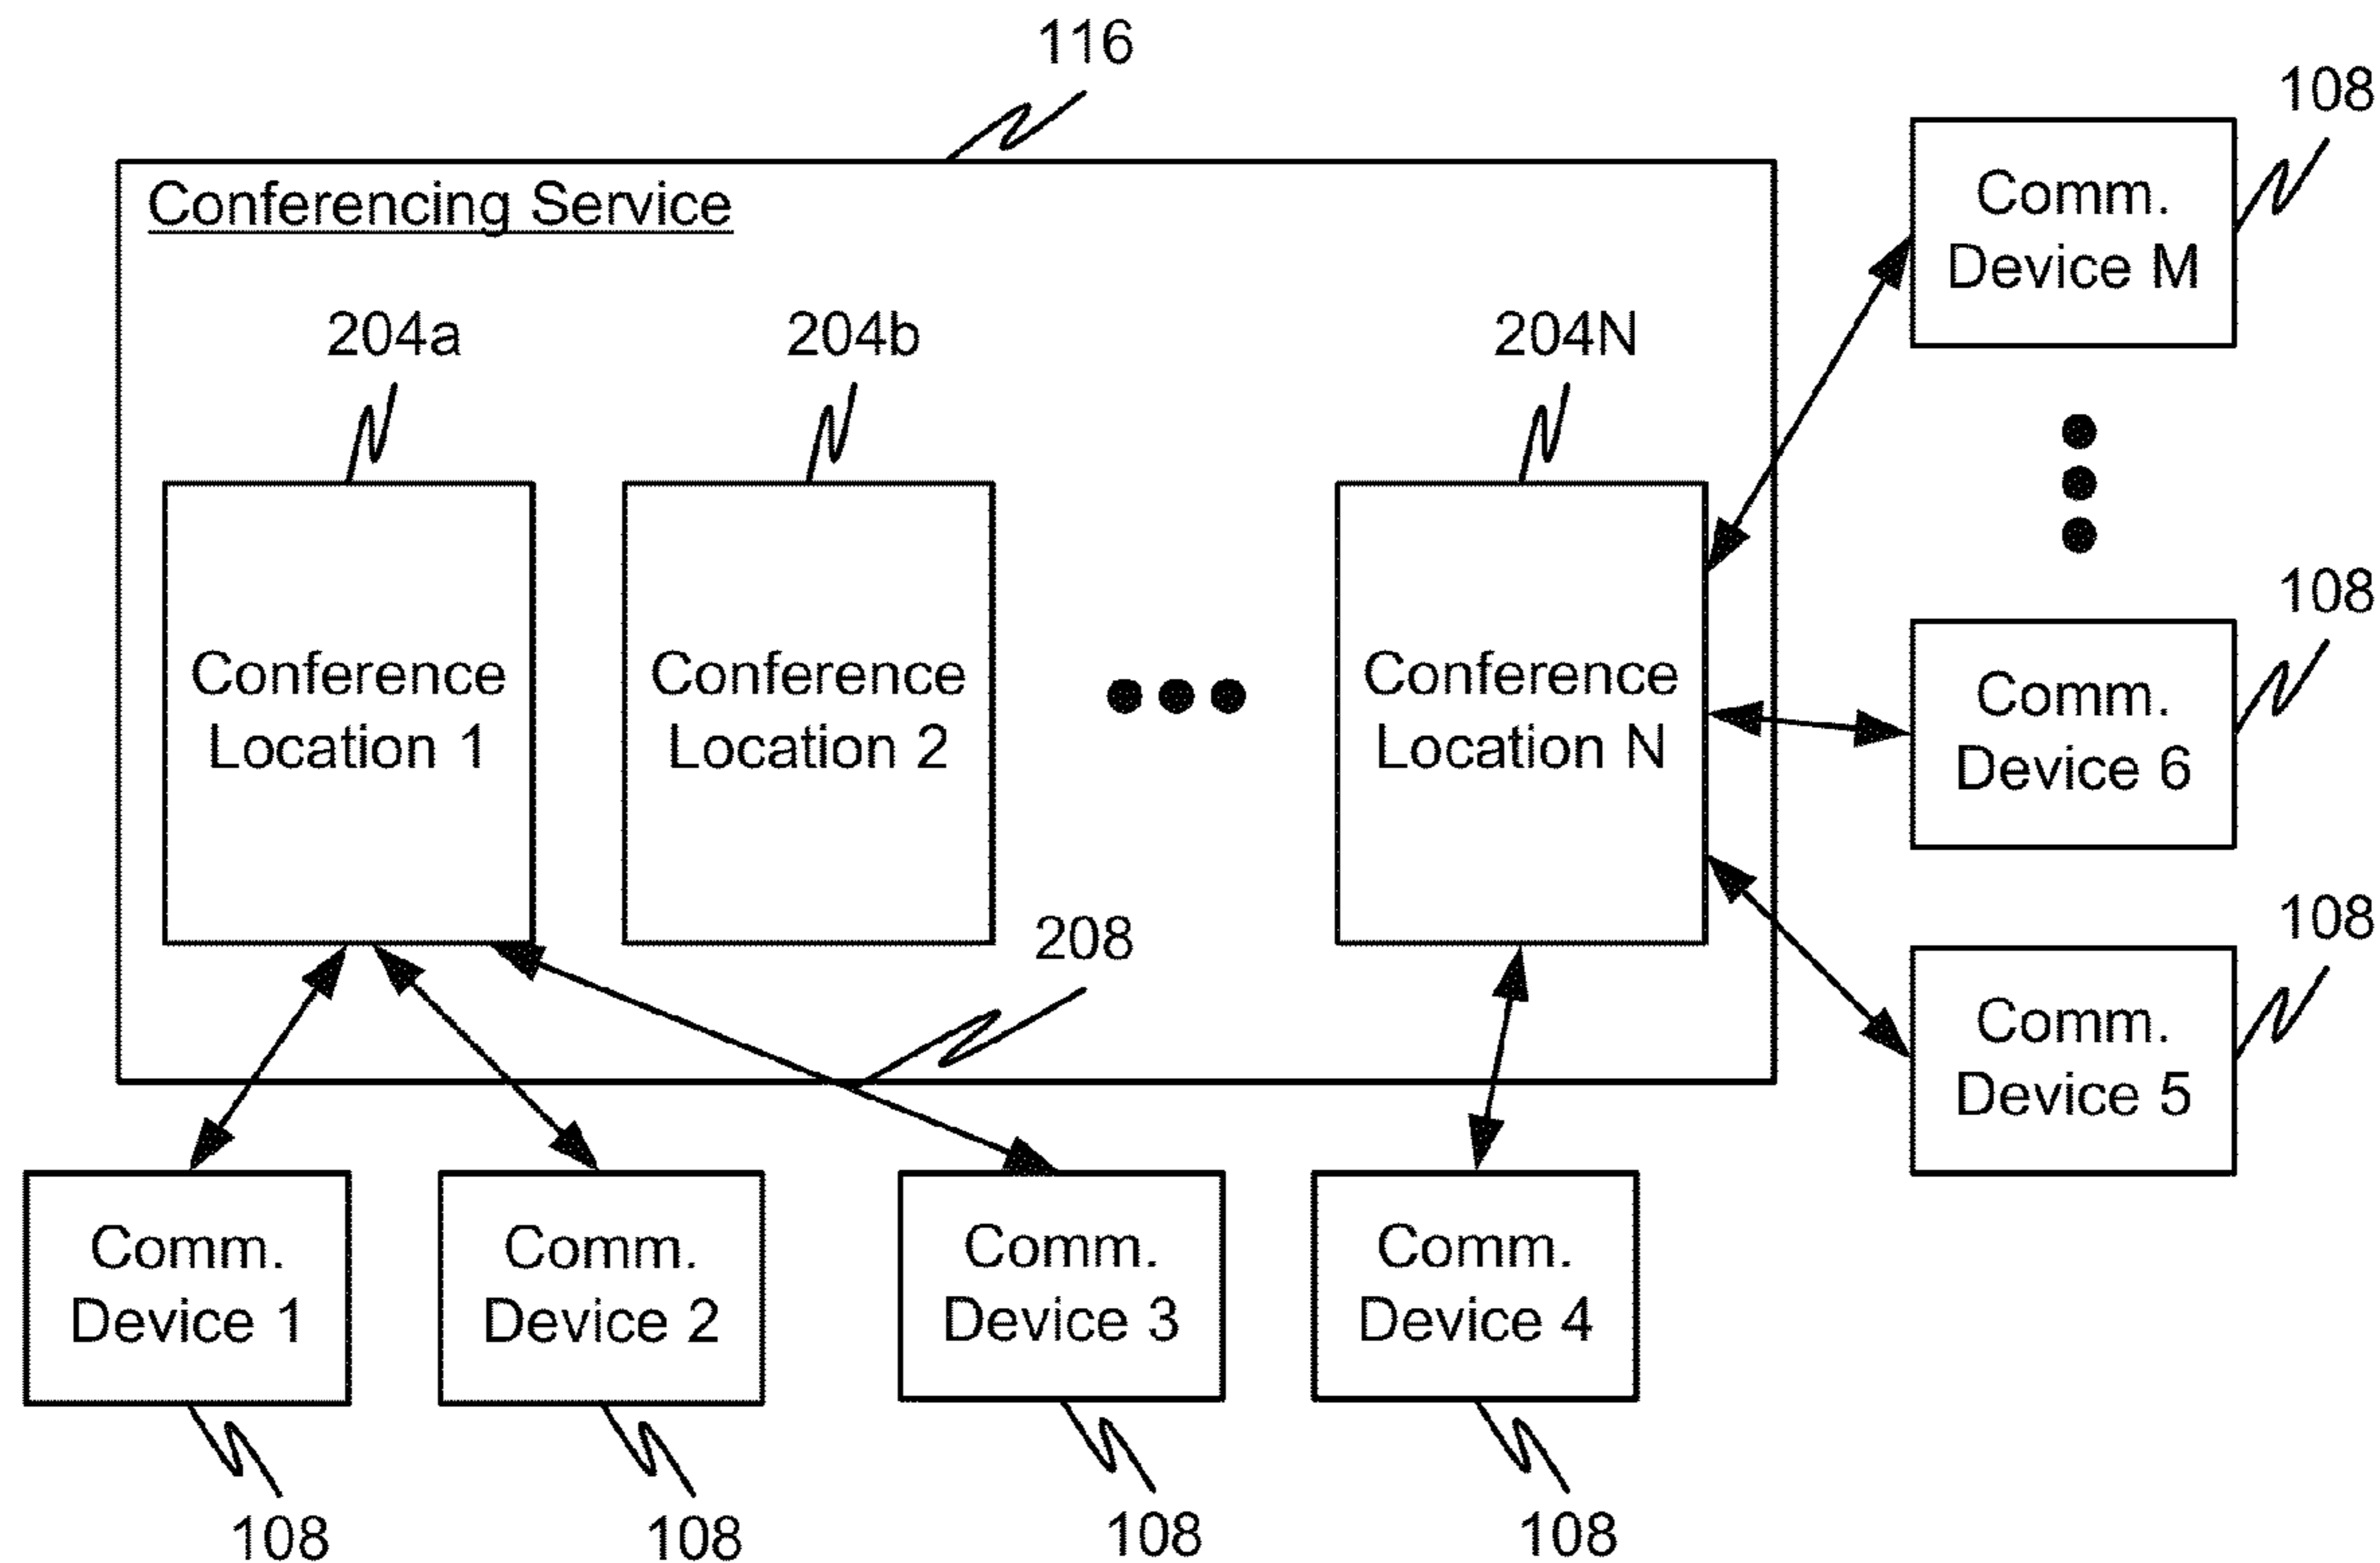 116
108
Conferencing Service
Comm.
Device M
204a
204b
204N
108
Conference
Location 1
Conference
Location 2
Conference
Location N
Comm.
Device 6
208
108
Comm.
Device 5
Comm.
Device 1
Comm.
Device 2
Comm.
Device 3
Comm.
Device 4
108
108
108
108